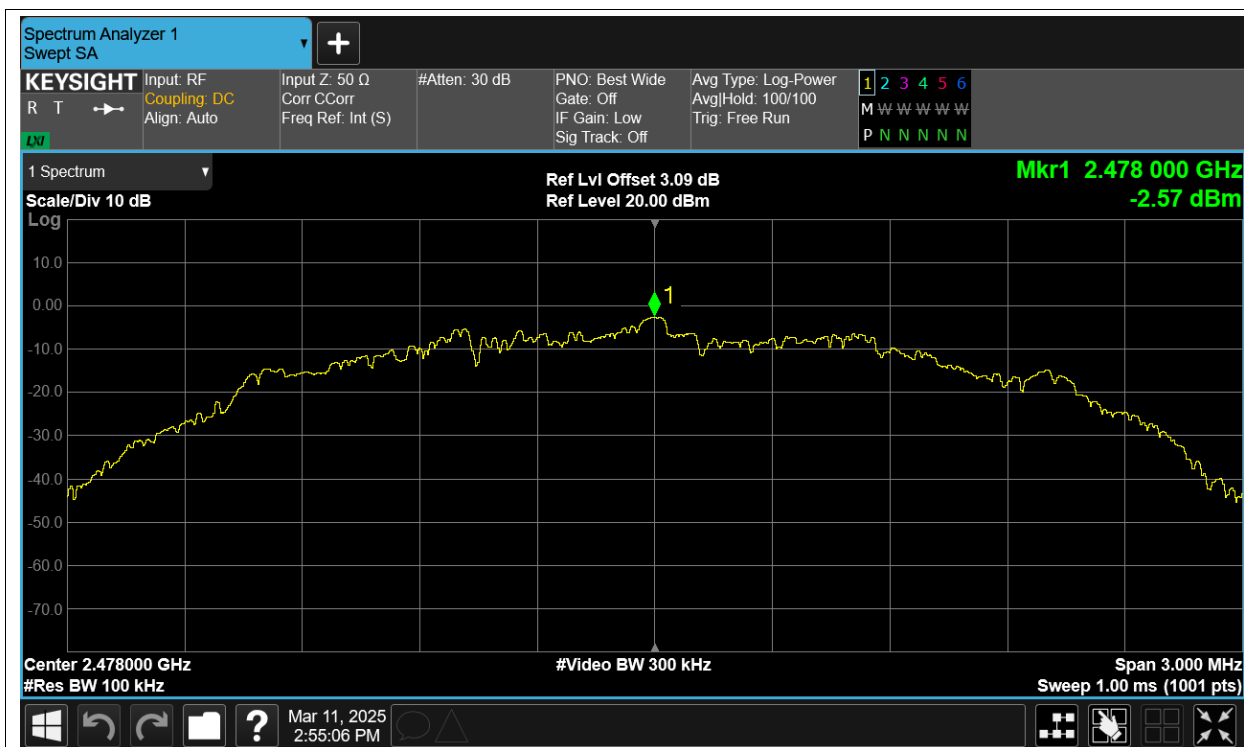 Spectrum Analyzer 1
Swept SA
KEYSIGHT
R T
LXI
Input: RF
Coupling: DC
Align: Auto
Input Z: 50 Ω
Corr CCorr
Freq Ref: Int (S)
#Atten: 30 dB
PNO: Best Wide
Gate: Off
IF Gain: Low
Sig Track: Off
Avg Type: Log-Power
Avg|Hold: 100/100
Trig: Free Run
1 2 3 4 5 6
M W W W W W W
P N N N N N
1 Spectrum
Scale/Div 10 dB
Log
Ref Lvl Offset 3.09 dB
Ref Level 20.00 dBm
Mkr1 2.478 000 GHz
-2.57 dBm
10.0
0.00
1
-10.0
-20.0
-30.0
-40.0
-50.0
-60.0
-70.0
Center 2.478000 GHz
#Video BW 300 kHz
Span 3.000 MHz
#Res BW 100 kHz
Sweep 1.00 ms (1001 pts)
?
Mar 11, 2025
2:55:06 PM